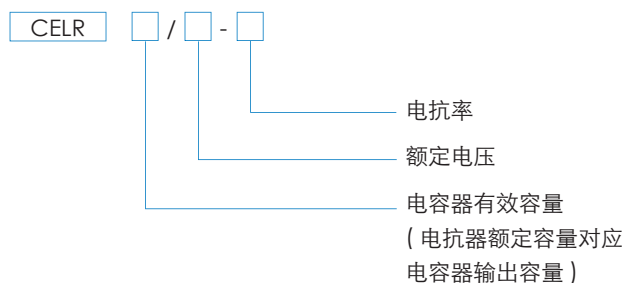 CELR / -
电抗率
额定电压
电容器有效容量
( 电抗器额定容量对应
电容器输出容量 )